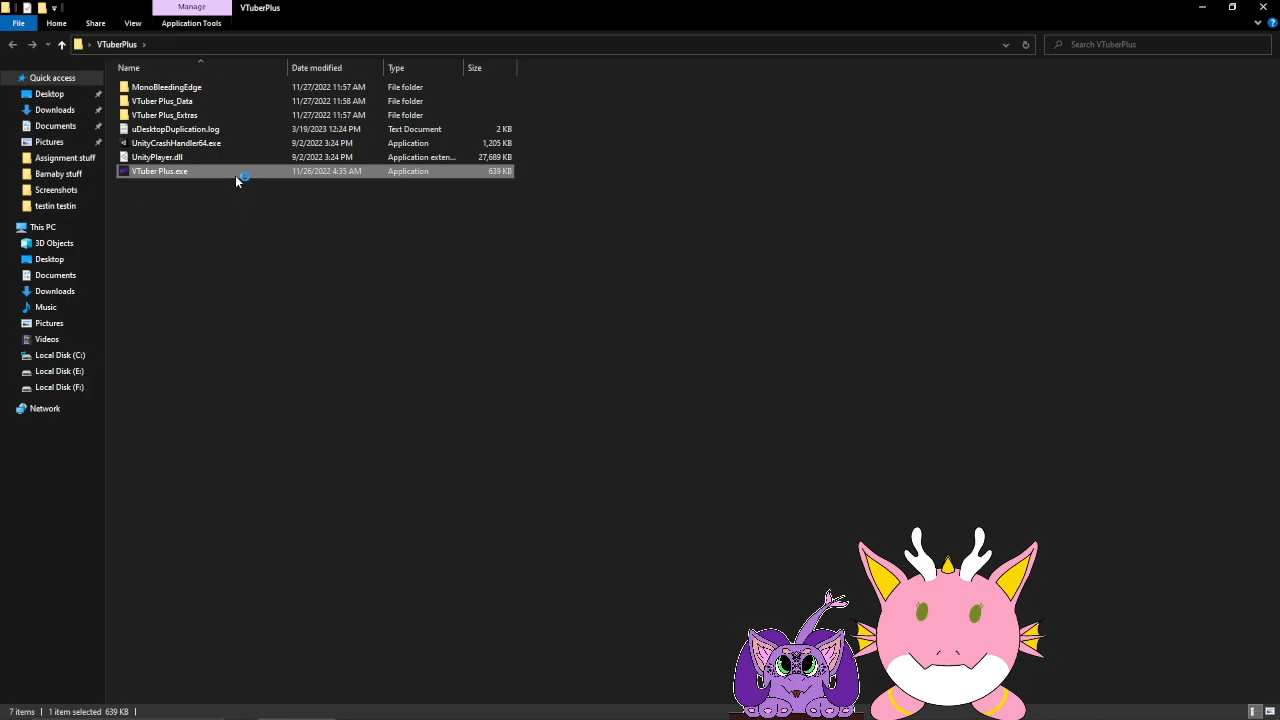 Manage
VTuberPlus
File
Home
Share
View
Application Tools
VTuberPlus
Search VTuberPlus
Name
Date modified
Type
Size
Quick access
Desktop
Downloads
Documents
Pictures
Assignment stuff
Barnaby stuff
Screenshots
testin testin
This PC
3D Objects
Desktop
Documents
Downloads
Music
Pictures
Videos
Local Disk (C:)
Local Disk (E:)
Local Disk (F:)
Network
MonoBleedingEdge 11/27/2022 11:57 AM File folder
VTuber Plus_Data 11/27/2022 11:58 AM File folder
VTuber Plus_Extras 11/27/2022 11:57 AM File folder
uDesktopDuplication.log 3/19/2023 12:24 PM Text Document 2 KB
UnityCrashHandler64.exe 9/2/2022 3:24 PM Application 1,205 KB
UnityPlayer.dll 9/2/2022 3:24 PM Application exten... 27,689 KB
VTuber Plus.exe 11/26/2022 4:35 AM Application 639 KB
7 items 1 item selected 639 KB